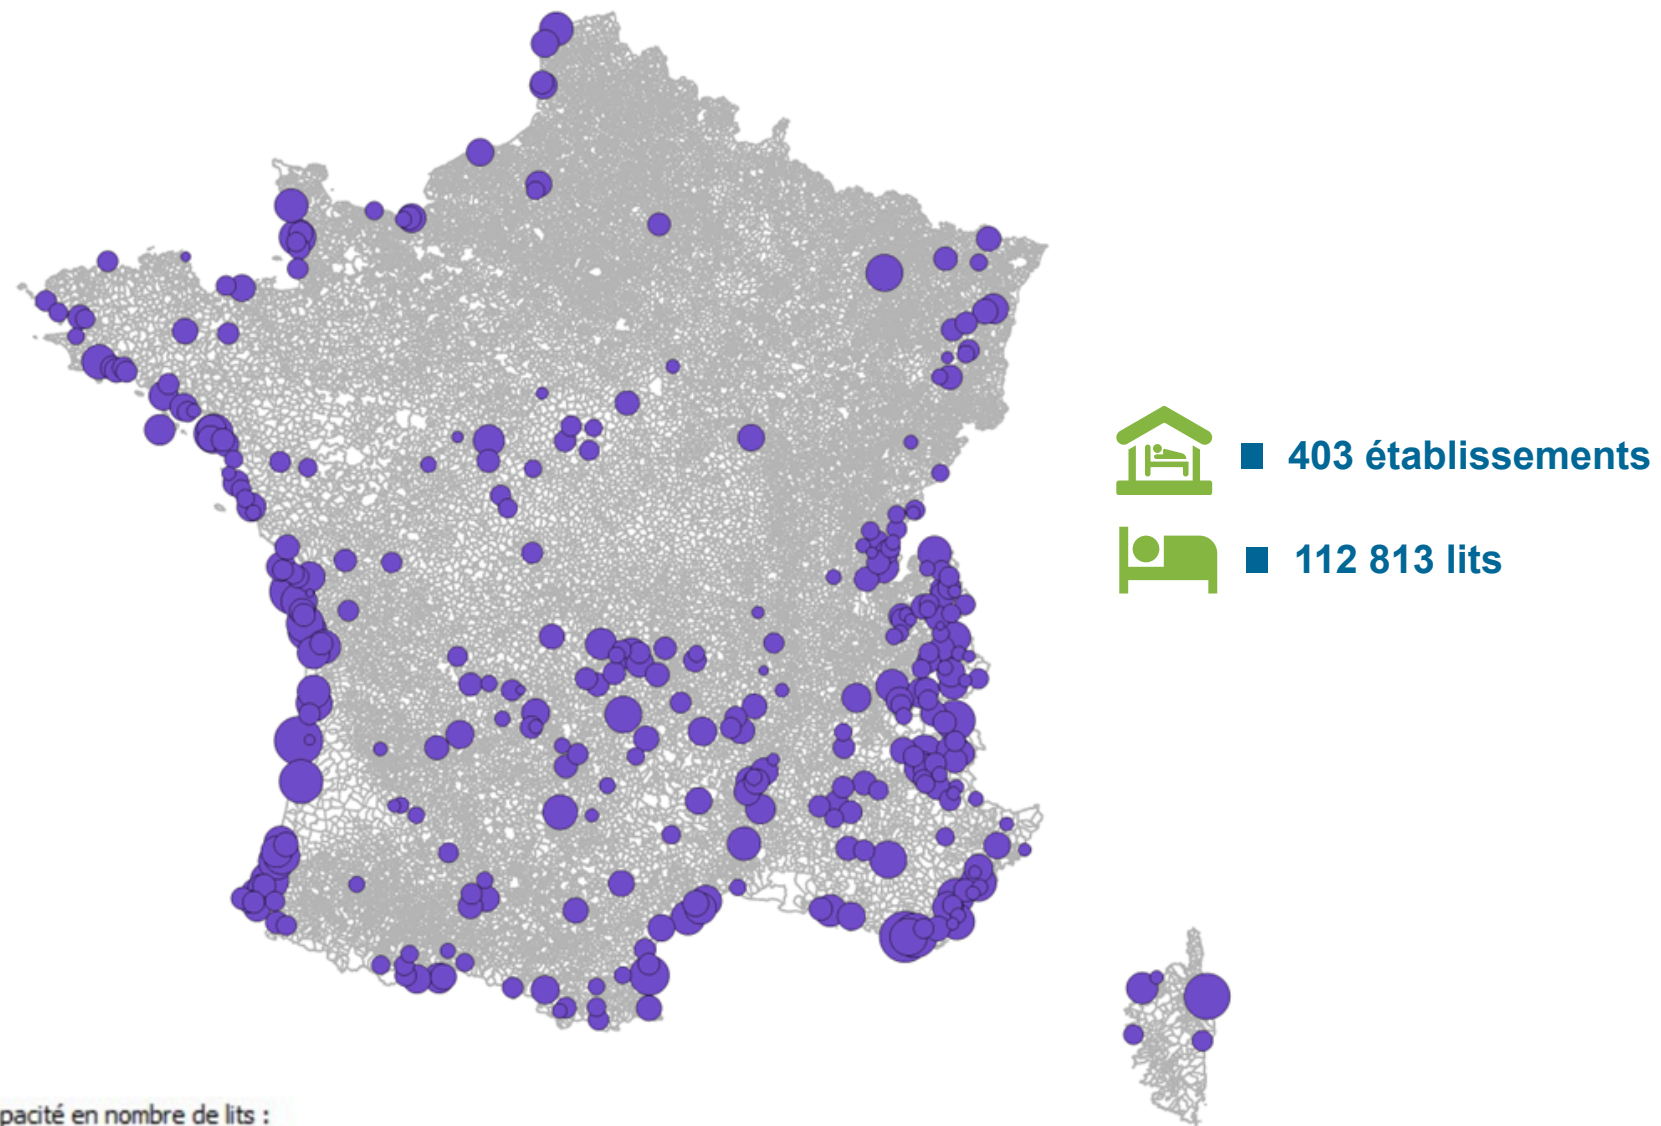 403 établissements
112 813 lits
pacité en nombre de lits :